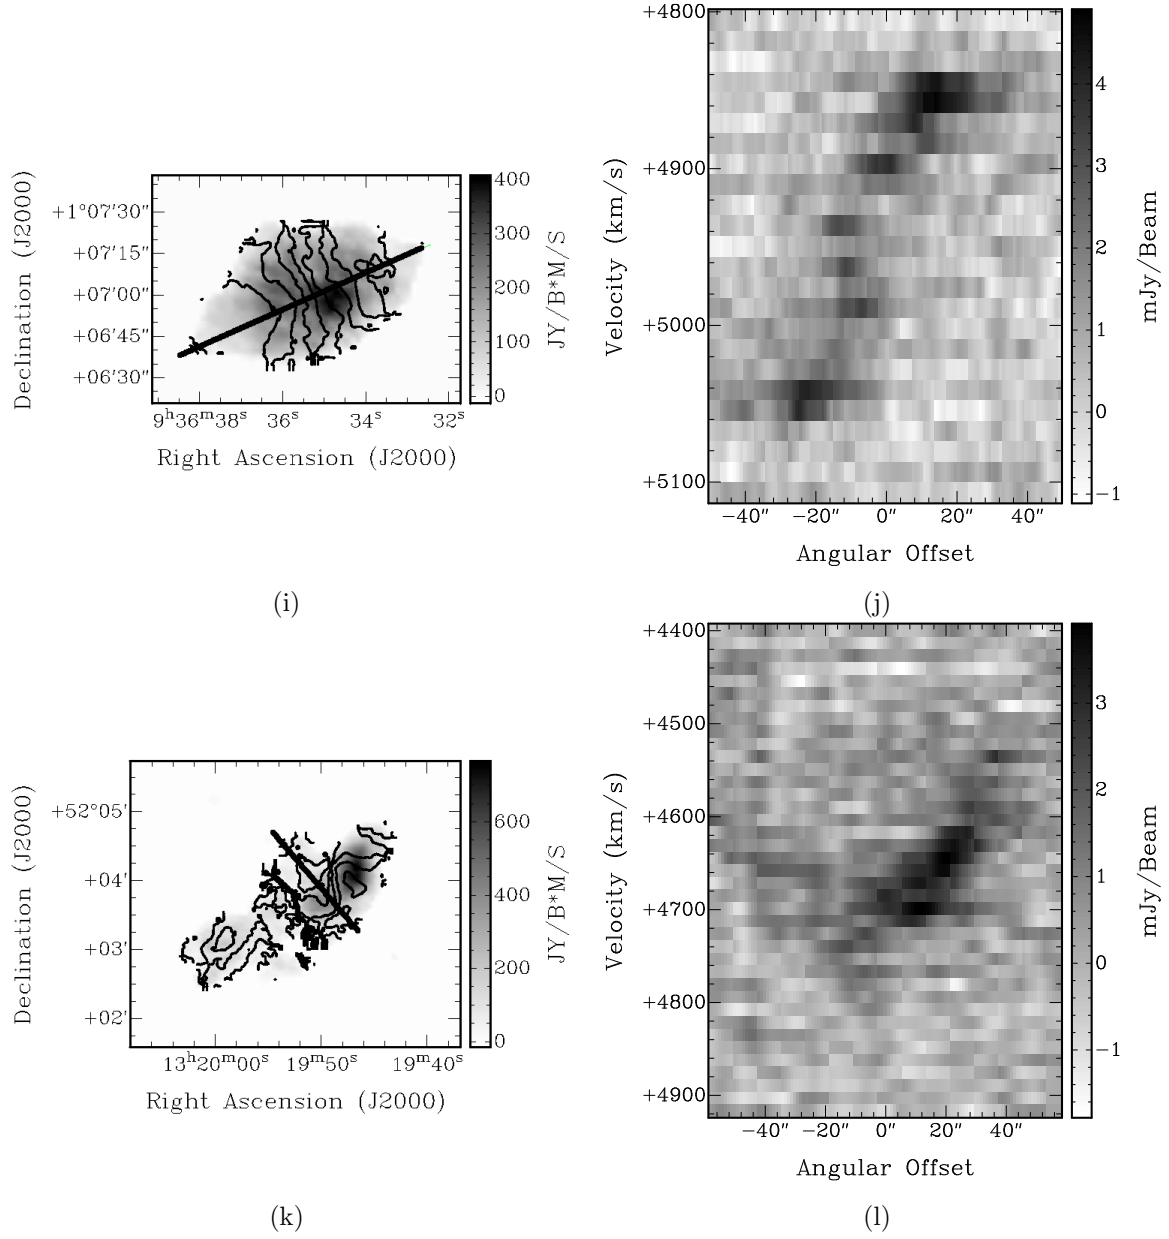 +4800
4
400
+1°07′30″
300
3
Declination (J2000)
+07′15″
JY/B*M/S
Velocity (km/s)
+4900
mJy/Beam
+07′00″
200
2
+06′45″
+5000
100
1
+06′30″
0
0
9ʰ36ᵐ38ˢ
36ˢ
34ˢ
32ˢ
+5100
−1
Right Ascension (J2000)
−40″
−20″
0″
20″
40″
Angular Offset
(i)
(j)
+4400
3
+4500
Declination (J2000)
+52°05′
600
JY/B*M/S
Velocity (km/s)
2
mJy/Beam
+4600
+04′
400
1
+4700
+03′
200
0
+4800
+02′
0
−1
13ʰ20ᵐ00ˢ
19ᵐ50ˢ
19ᵐ40ˢ
+4900
Right Ascension (J2000)
−40″
−20″
0″
20″
40″
Angular Offset
(k)
(l)